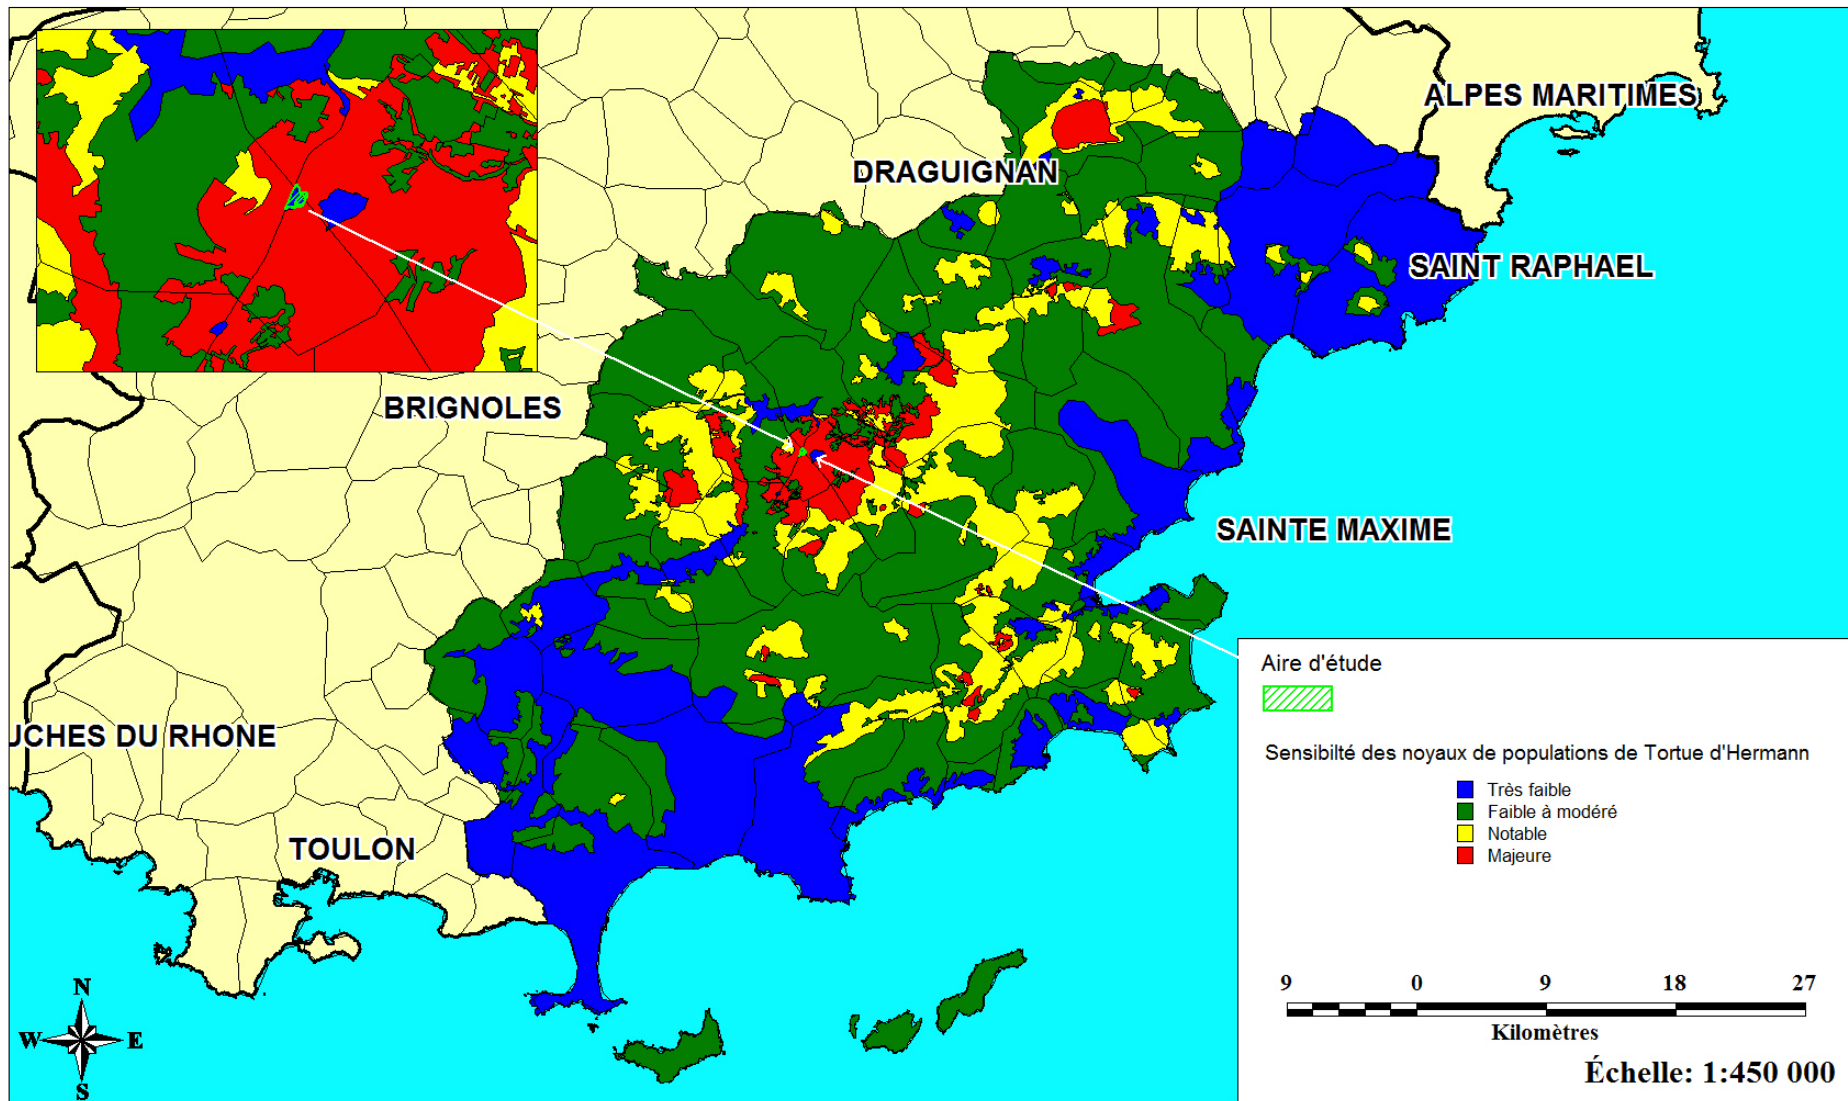 ALPES MARITIMES
DRAGUIGNAN
SAINT RAPHAEL
BRIGNOLES
SAINTE MAXIME
UCHES DU RHONE
TOULON
Aire d'étude
Sensibilté des noyaux de populations de Tortue d'Hermann
Très faible
Faible à modéré
Notable
Majeure
9 0 9 18 27
Kilomètres
Échelle: 1:450 000
N
W E
S